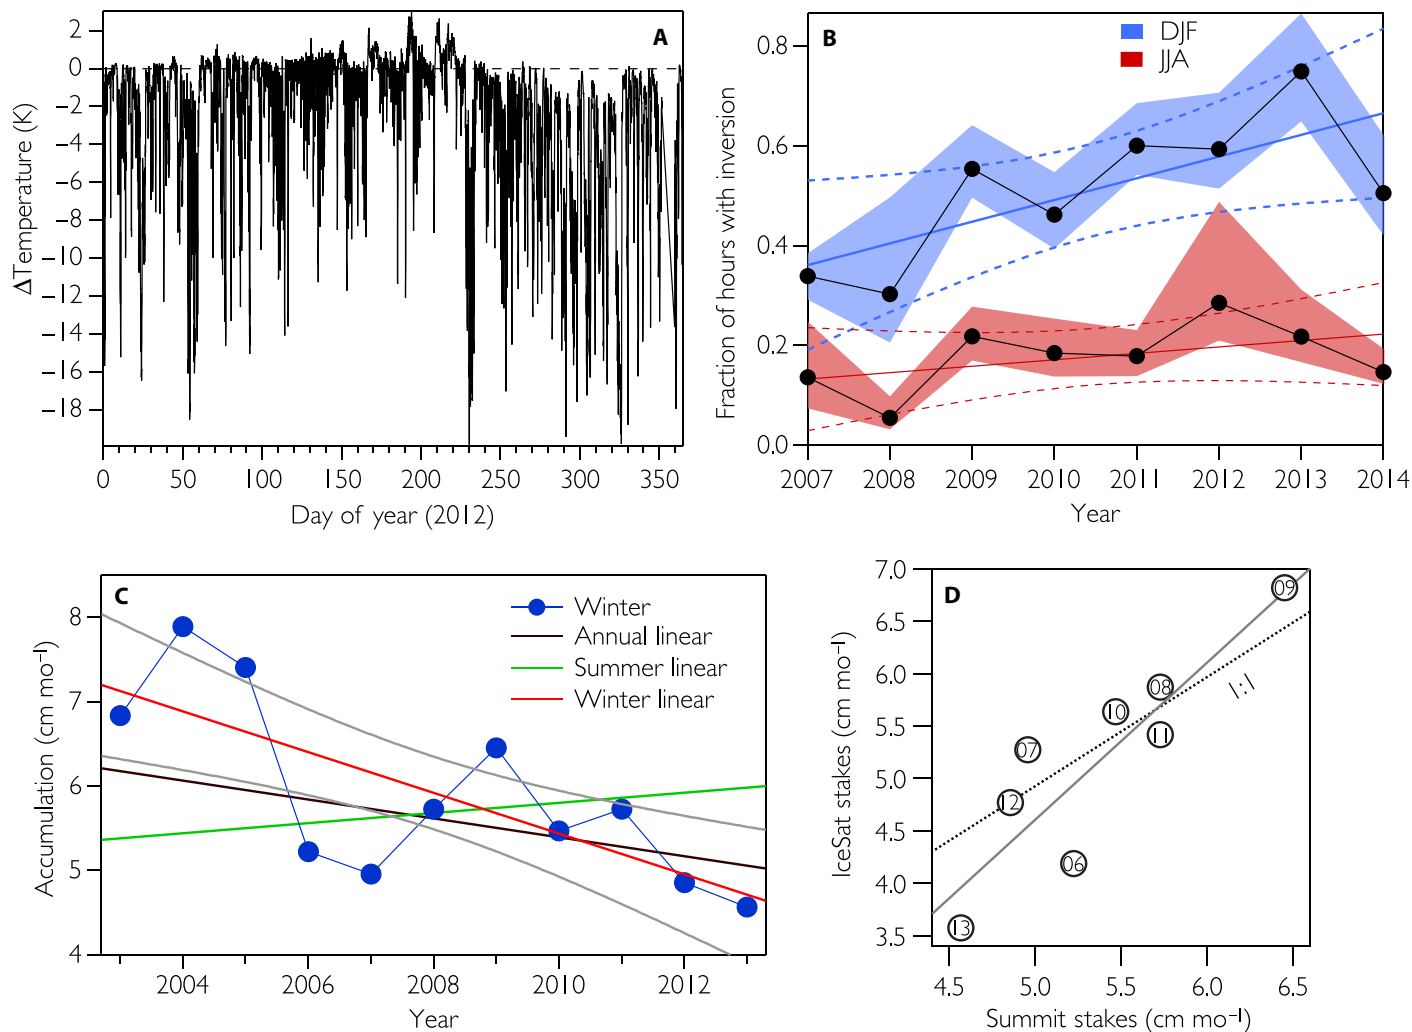 A
ΔTemperature (K)
2
0
−2
−4
−6
−8
−10
−12
−14
−16
−18
0 50 100 150 200 250 300 350
Day of year (2012)
B
DJF
JJA
Fraction of hours with inversion
0.8
0.6
0.4
0.2
0.0
2007 2008 2009 2010 2011 2012 2013 2014
Year
C
Winter
Annual linear
Summer linear
Winter linear
Accumulation (cm mo⁻¹)
8
7
6
5
4
2004 2006 2008 2010 2012
Year
D
IceSat stakes (cm mo⁻¹)
7.0
6.5
6.0
5.5
5.0
4.5
4.0
3.5
09
1:1
08
10
11
07
12
06
13
4.5 5.0 5.5 6.0 6.5
Summit stakes (cm mo⁻¹)